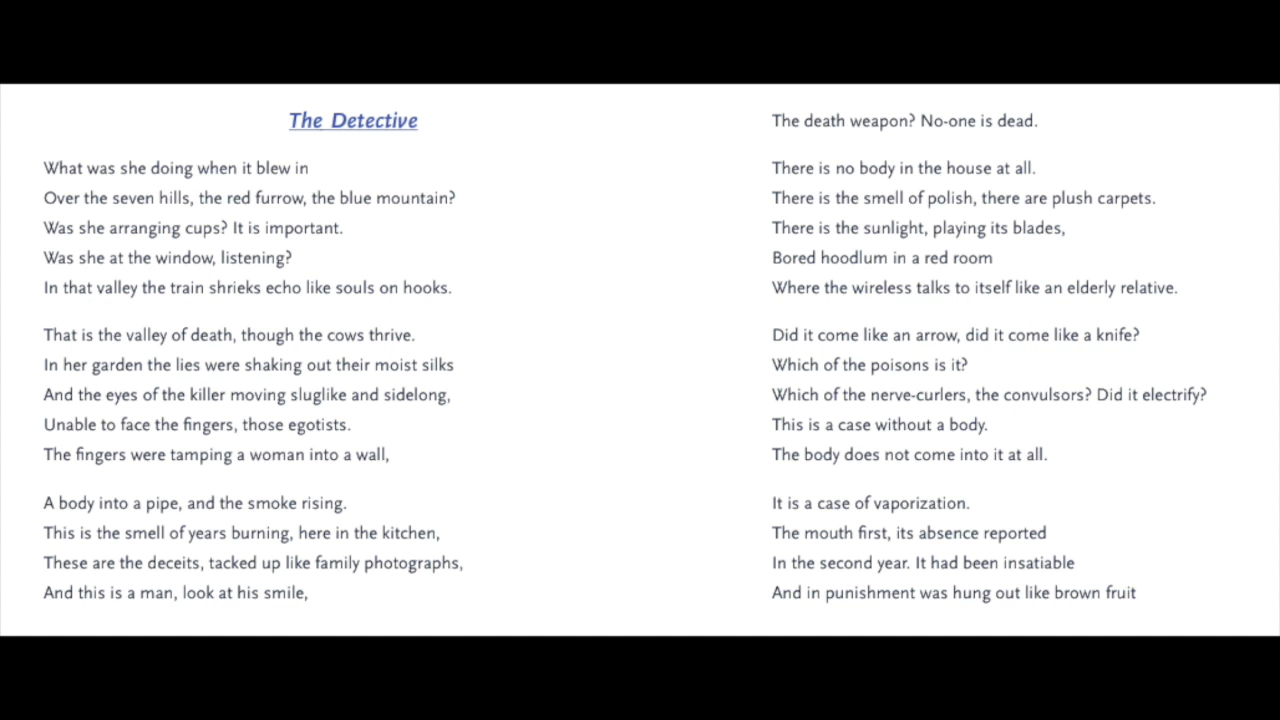 The Detective
What was she doing when it blew in
Over the seven hills, the red furrow, the blue mountain?
Was she arranging cups? It is important.
Was she at the window, listening?
In that valley the train shrieks echo like souls on hooks.
That is the valley of death, though the cows thrive.
In her garden the lies were shaking out their moist silks
And the eyes of the killer moving sluglike and sidelong,
Unable to face the fingers, those egotists.
The fingers were tamping a woman into a wall,
A body into a pipe, and the smoke rising.
This is the smell of years burning, here in the kitchen,
These are the deceits, tacked up like family photographs,
And this is a man, look at his smile,
The death weapon? No-one is dead.
There is no body in the house at all.
There is the smell of polish, there are plush carpets.
There is the sunlight, playing its blades,
Bored hoodlum in a red room
Where the wireless talks to itself like an elderly relative.
Did it come like an arrow, did it come like a knife?
Which of the poisons is it?
Which of the nerve-curlers, the convulsors? Did it electrify?
This is a case without a body.
The body does not come into it at all.
It is a case of vaporization.
The mouth first, its absence reported
In the second year. It had been insatiable
And in punishment was hung out like brown fruit